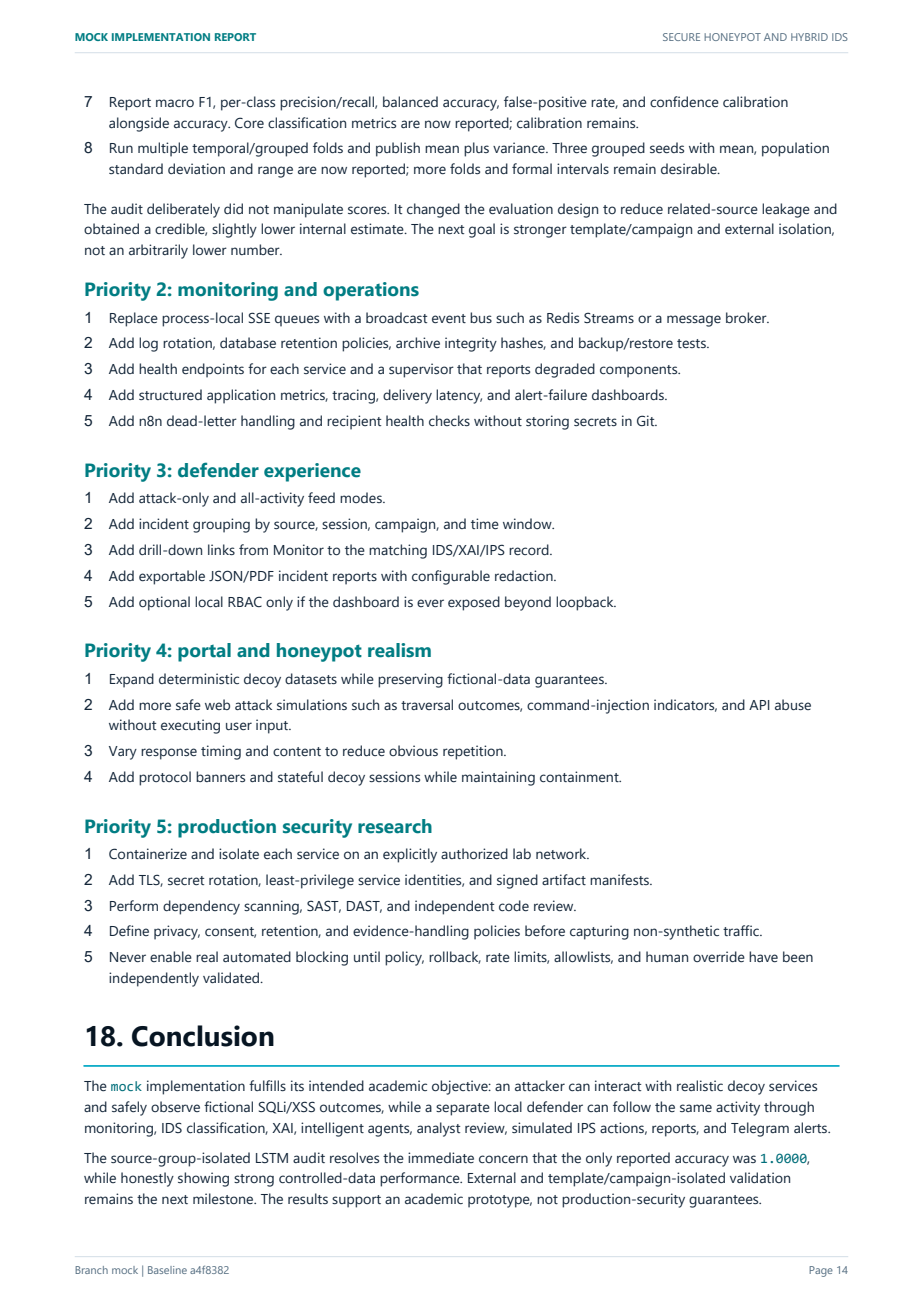 MOCK IMPLEMENTATION REPORT
SECURE HONEYPOT AND HYBRID IDS
7 Report macro F1, per-class precision/recall, balanced accuracy, false-positive rate, and confidence calibration
alongside accuracy. Core classification metrics are now reported; calibration remains.
8 Run multiple temporal/grouped folds and publish mean plus variance. Three grouped seeds with mean, population
standard deviation and range are now reported; more folds and formal intervals remain desirable.
The audit deliberately did not manipulate scores. It changed the evaluation design to reduce related-source leakage and
obtained a credible, slightly lower internal estimate. The next goal is stronger template/campaign and external isolation,
not an arbitrarily lower number.
Priority 2: monitoring and operations
1 Replace process-local SSE queues with a broadcast event bus such as Redis Streams or a message broker.
2 Add log rotation, database retention policies, archive integrity hashes, and backup/restore tests.
3 Add health endpoints for each service and a supervisor that reports degraded components.
4 Add structured application metrics, tracing, delivery latency, and alert-failure dashboards.
5 Add n8n dead-letter handling and recipient health checks without storing secrets in Git.
Priority 3: defender experience
1 Add attack-only and all-activity feed modes.
2 Add incident grouping by source, session, campaign, and time window.
3 Add drill-down links from Monitor to the matching IDS/XAI/IPS record.
4 Add exportable JSON/PDF incident reports with configurable redaction.
5 Add optional local RBAC only if the dashboard is ever exposed beyond loopback.
Priority 4: portal and honeypot realism
1 Expand deterministic decoy datasets while preserving fictional-data guarantees.
2 Add more safe web attack simulations such as traversal outcomes, command-injection indicators, and API abuse
without executing user input.
3 Vary response timing and content to reduce obvious repetition.
4 Add protocol banners and stateful decoy sessions while maintaining containment.
Priority 5: production security research
1 Containerize and isolate each service on an explicitly authorized lab network.
2 Add TLS, secret rotation, least-privilege service identities, and signed artifact manifests.
3 Perform dependency scanning, SAST, DAST, and independent code review.
4 Define privacy, consent, retention, and evidence-handling policies before capturing non-synthetic traffic.
5 Never enable real automated blocking until policy, rollback, rate limits, allowlists, and human override have been
independently validated.
18. Conclusion
The mock implementation fulfills its intended academic objective: an attacker can interact with realistic decoy services
and safely observe fictional SQLi/XSS outcomes, while a separate local defender can follow the same activity through
monitoring, IDS classification, XAI, intelligent agents, analyst review, simulated IPS actions, reports, and Telegram alerts.
The source-group-isolated LSTM audit resolves the immediate concern that the only reported accuracy was 1.0000,
while honestly showing strong controlled-data performance. External and template/campaign-isolated validation
remains the next milestone. The results support an academic prototype, not production-security guarantees.
Branch mock | Baseline a4f8382
Page 14